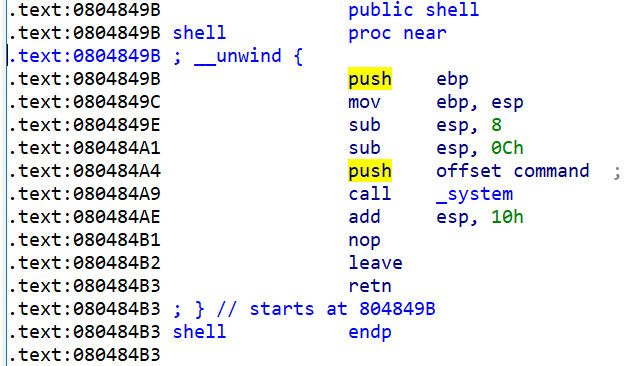 .text:0804849B public shell
.text:0804849B shell proc near
.text:0804849B ; __unwind {
.text:0804849B push ebp
.text:0804849C mov ebp, esp
.text:0804849E sub esp, 8
.text:080484A1 sub esp, 0Ch
.text:080484A4 push offset command ;
.text:080484A9 call _system
.text:080484AE add esp, 10h
.text:080484B1 nop
.text:080484B2 leave
.text:080484B3 retn
.text:080484B3 ; } // starts at 804849B
.text:080484B3 shell endp
.text:080484B3